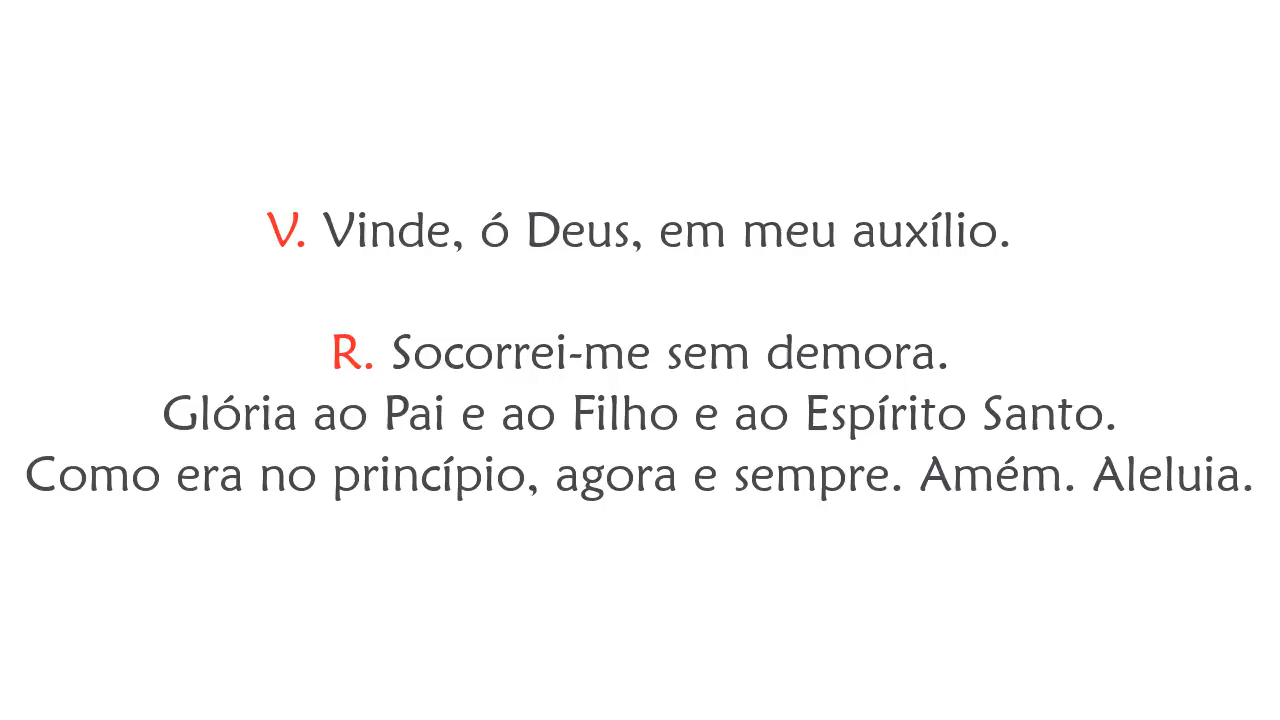 V. Vinde, ó Deus, em meu auxílio.
R. Socorrei-me sem demora.
Glória ao Pai e ao Filho e ao Espírito Santo.
Como era no princípio, agora e sempre. Amém. Aleluia.